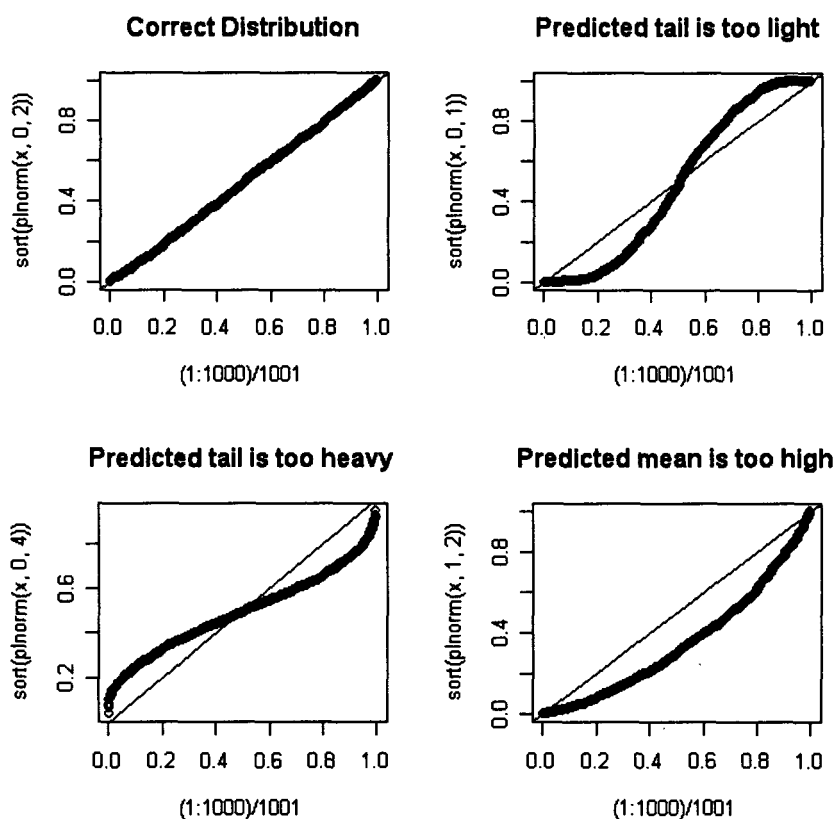 Correct Distribution
sort(plnorm(x, 0, 2))
0.8
0.4
0.0
0.0 0.2 0.4 0.6 0.8 1.0
(1:1000)/1001
Predicted tail is too light
sort(plnorm(x, 0, 1))
0.8
0.4
0.0
0.0 0.2 0.4 0.6 0.8 1.0
(1:1000)/1001
Predicted tail is too heavy
sort(plnorm(x, 0, 4))
0.6
0.2
0.0 0.2 0.4 0.6 0.8 1.0
(1:1000)/1001
Predicted mean is too high
sort(plnorm(x, 1, 2))
0.8
0.4
0.0
0.0 0.2 0.4 0.6 0.8 1.0
(1:1000)/1001